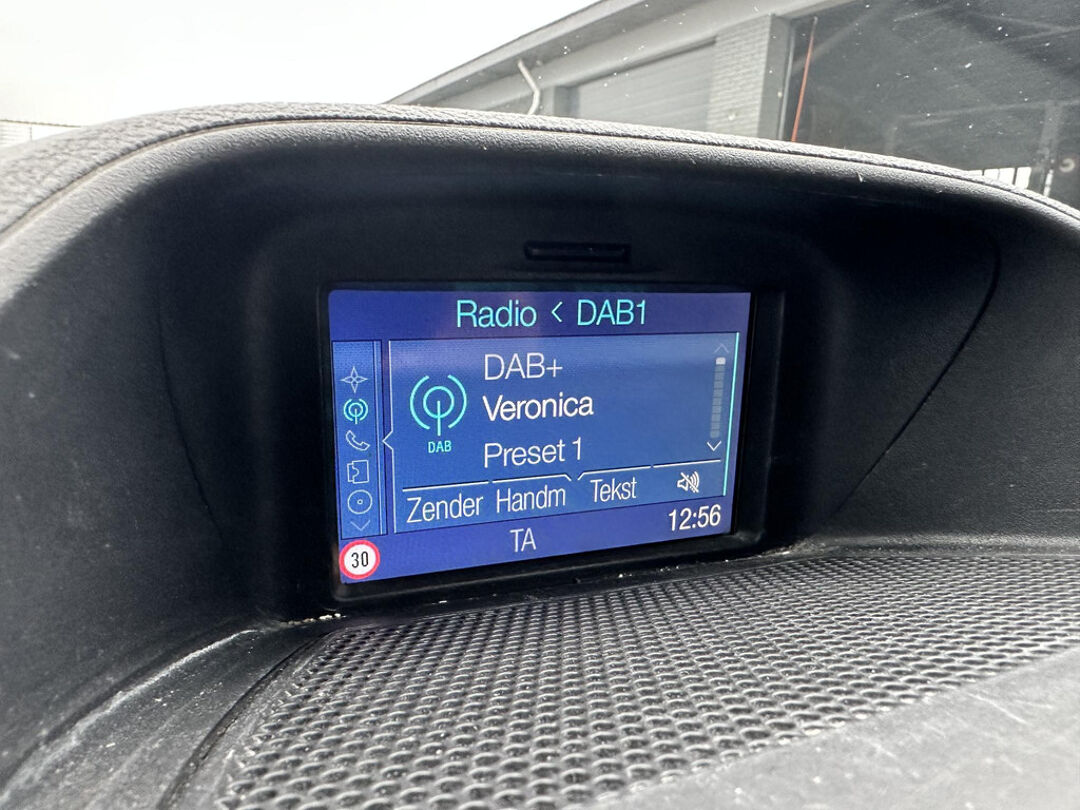 Radio < DAB1
DAB+
Veronica
DAB
Preset 1
Zender Handm Tekst
12:56
TA
30